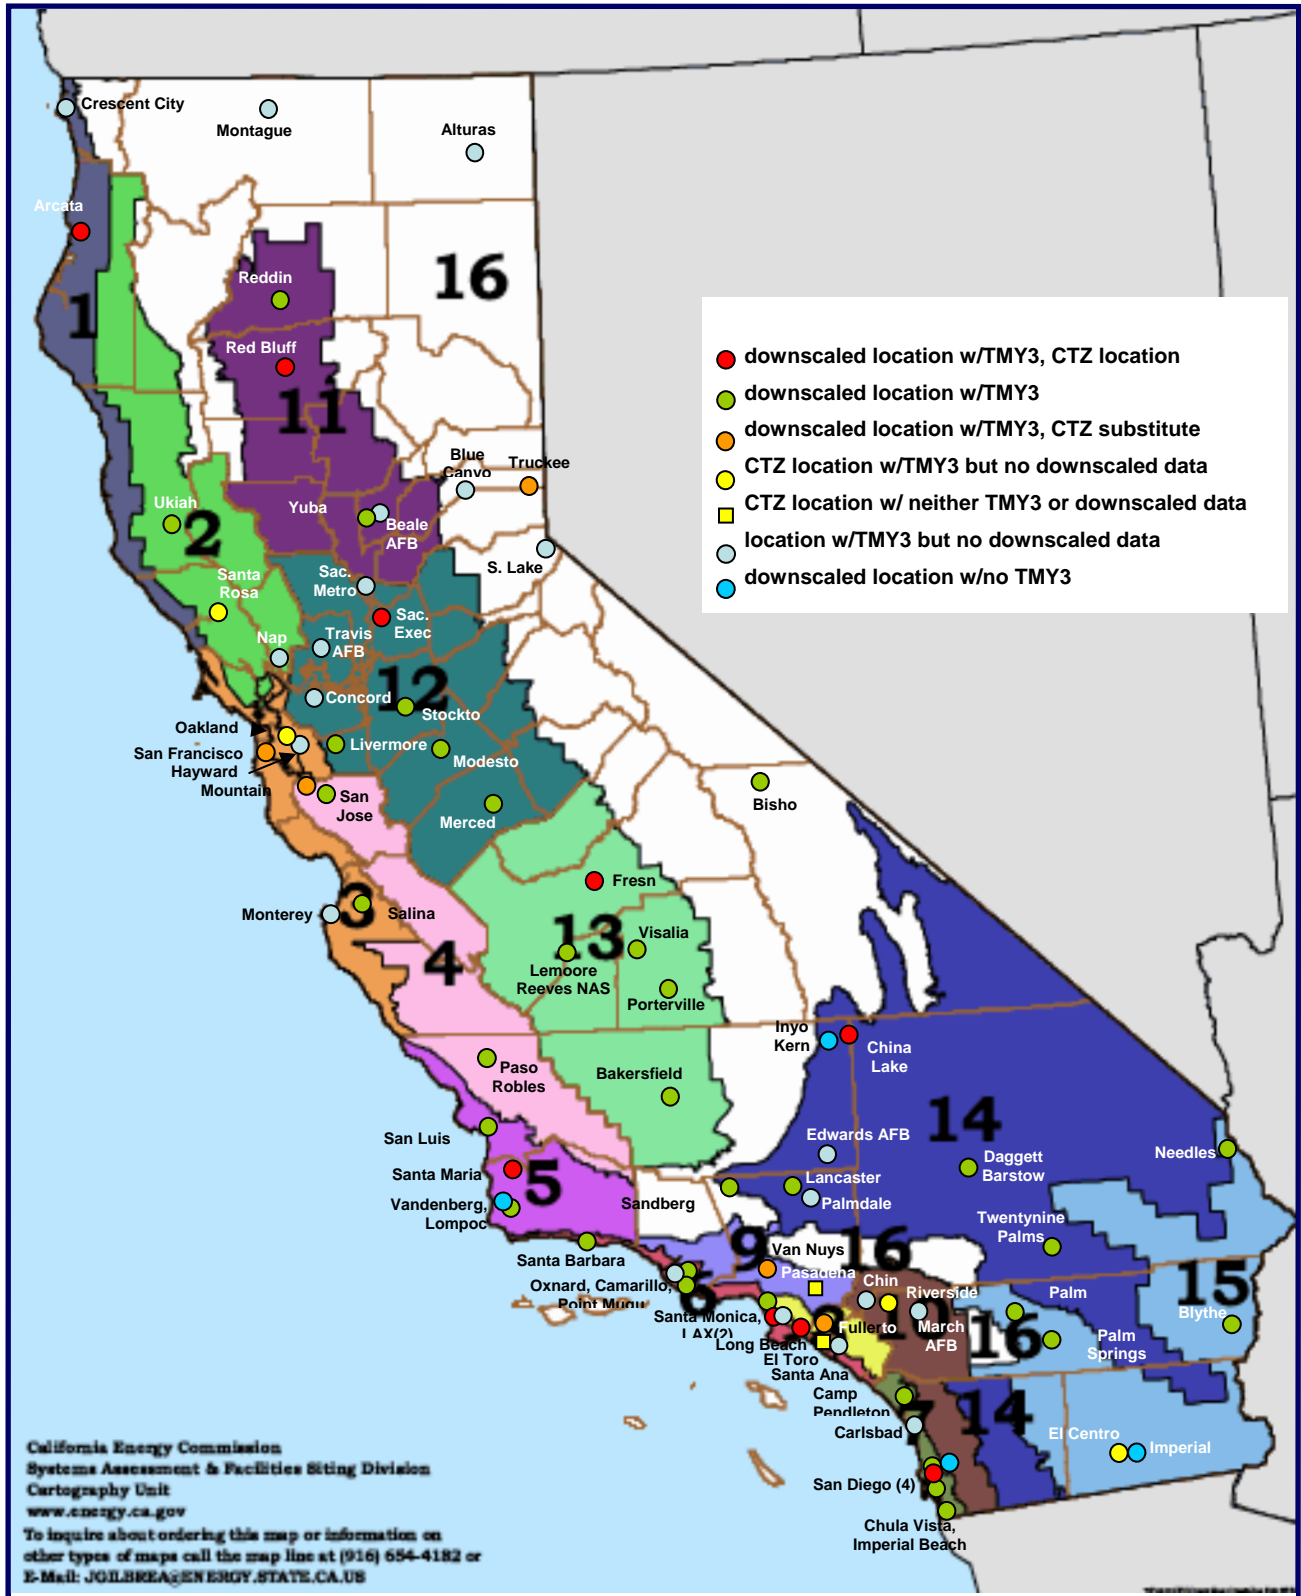 Crescent City
Montague
Alturas
Arcata
Reddin
16
1
Red Bluff
11
downscaled location w/TMY3, CTZ location
downscaled location w/TMY3
downscaled location w/TMY3, CTZ substitute
CTZ location w/TMY3 but no downscaled data
CTZ location w/ neither TMY3 or downscaled data
location w/TMY3 but no downscaled data
downscaled location w/no TMY3
Blue
Canyo
Truckee
Ukiah
2
Yuba
Beale
AFB
S. Lake
Santa
Rosa
Sac.
Metro
Sac.
Exec
Nap
Travis
AFB
12
Concord
Stockto
Oakland
San Francisco
Hayward
Mountain
Livermore
Modesto
San
Jose
Merced
Bisho
Fresn
3
Monterey
Salina
13
Visalia
4
Lemoore
Reeves NAS
Porterville
Inyo
Kern
China
Lake
Paso
Robles
Bakersfield
14
San Luis
Edwards AFB
Needles
Santa Maria
5
Daggett
Barstow
Lancaster
Vandenberg,
Lompoc
Sandberg
Palmdale
Twentynine
Palms
Santa Barbara
9
Van Nuys
16
Pasadena
Oxnard, Camarillo,
Point Mugu
6
Chin
Riverside
Palm
15
Santa Monica,
LAX(2)
8
Fullerto
10
March
AFB
16
Blythe
Palm
Springs
Long Beach
El Toro
Santa Ana
Camp
Pendleton
7
14
Carlsbad
El Centro
Imperial
San Diego (4)
Chula Vista,
Imperial Beach
California Energy Commission
Systems Assessment & Facilities Siting Division
Cartography Unit
www.energy.ca.gov
To inquire about ordering this map or information on
other types of maps call the map line at (916) 654-4182 or
E-Mail: JGILBREA@ENERGY.STATE.CA.US